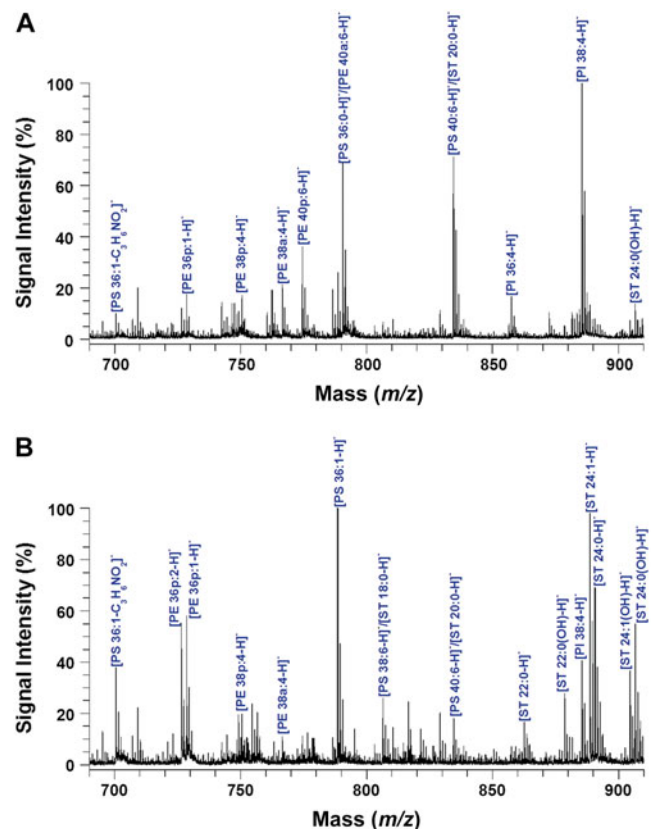 A
[PS 36:1-C3H6NO2]-
[PE 36p:1-H]-
[PE 38p:4-H]-
[PE 38a:4-H]-
[PE 40p:6-H]-
[PS 36:0-H]-/[PE 40a:6-H]-
[PS 40:6-H]-/[ST 20:0-H]-
[PI 36:4-H]-
[PI 38:4-H]-
[ST 24:0(OH)-H]-
Signal Intensity (%)
100
80
60
40
20
0
700 750 800 850 900
Mass (m/z)
B
[PS 36:1-C3H6NO2]-
[PE 36p:2-H]-
[PE 36p:1-H]-
[PE 38p:4-H]-
[PE 38a:4-H]-
[PS 36:1-H]-
[PS 38:6-H]-/[ST 18:0-H]-
[PS 40:6-H]-/[ST 20:0-H]-
[ST 22:0-H]-
[ST 22:0(OH)-H]-
[PI 38:4-H]-
[ST 24:1-H]-
[ST 24:0-H]-
[ST 24:1(OH)-H]-
[ST 24:0(OH)-H]-
Signal Intensity (%)
100
80
60
40
20
0
700 750 800 850 900
Mass (m/z)